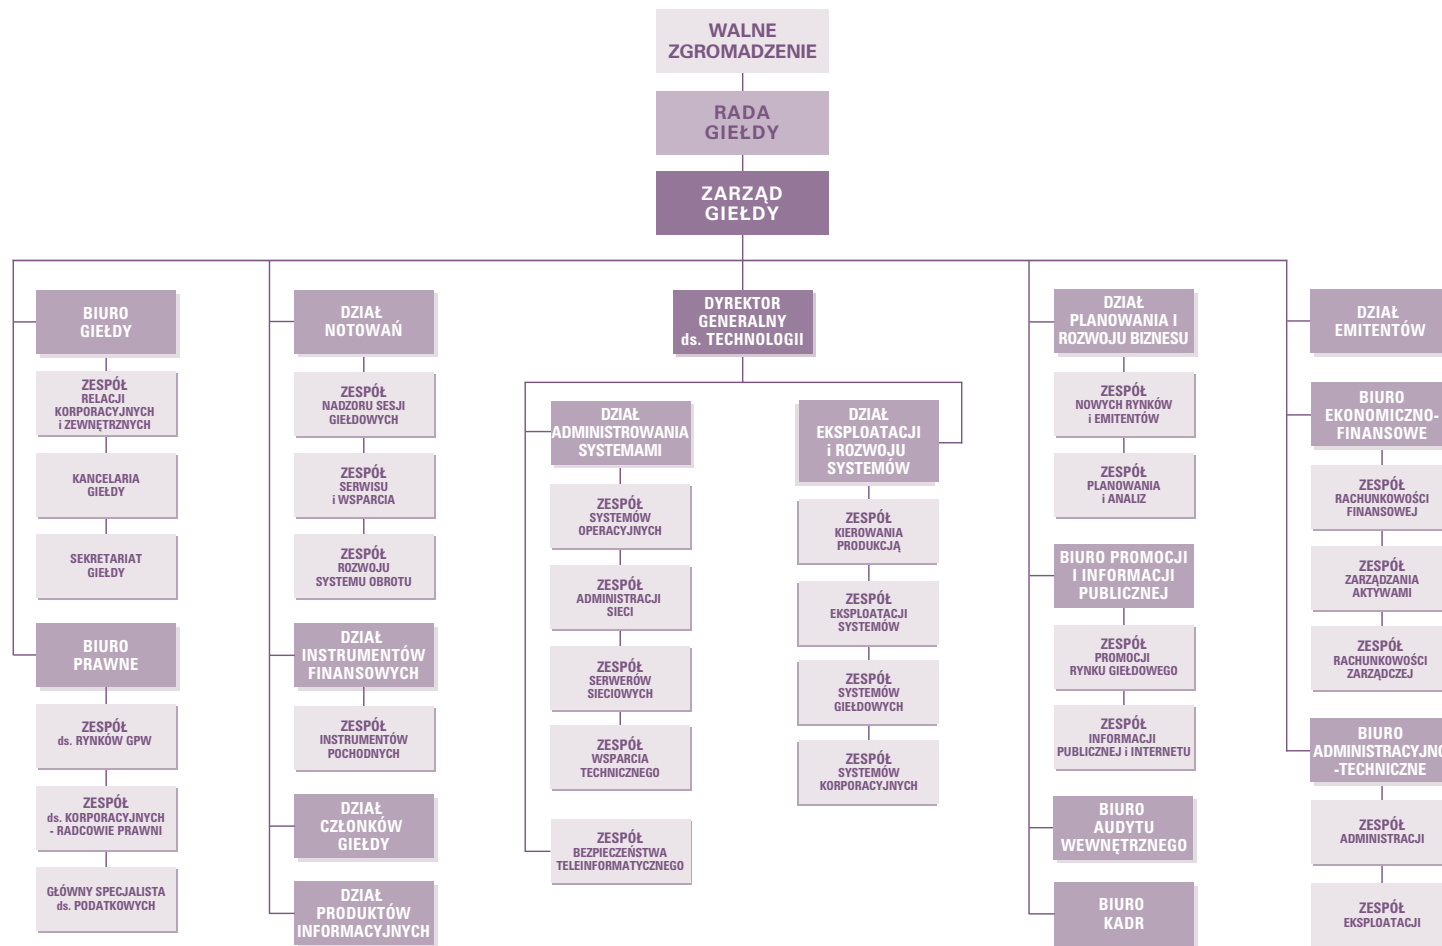 WALNE
ZGROMADZENIE
RADA
GIEŁDY
ZARZĄD
GIEŁDY
BIURO
GIEŁDY
ZESPÓŁ
RELACJI
KORPORACYJNYCH
i ZEWNĘTRZNYCH
KANCELARIA
GIEŁDY
SEKRETARIAT
GIEŁDY
BIURO
PRAWNE
ZESPÓŁ
ds. RYNKÓW GPW
ZESPÓŁ
ds. KORPORACYJNYCH
- RADCOWIE PRAWNI
GŁÓWNY SPECJALISTA
ds. PODATKOWYCH
DZIAŁ
NOTOWAŃ
ZESPÓŁ
NADZORU SESJI
GIEŁDOWYCH
ZESPÓŁ
SERWISU
i WSPARCIA
ZESPÓŁ
ROZWOJU
SYSTEMU OBROTU
DZIAŁ
INSTRUMENTÓW
FINANSOWYCH
ZESPÓŁ
INSTRUMENTÓW
POCHODNYCH
DZIAŁ
CZŁONKÓW
GIEŁDY
DZIAŁ
PRODUKTÓW
INFORMACYJNYCH
DYREKTOR
GENERALNY
ds. TECHNOLOGII
DZIAŁ
ADMINISTROWANIA
SYSTEMAMI
ZESPÓŁ
SYSTEMÓW
OPERACYJNYCH
ZESPÓŁ
ADMINISTRACJI
SIECI
ZESPÓŁ
SERWERÓW
SIECIOWYCH
ZESPÓŁ
WSPARCIA
TECHNICZNEGO
ZESPÓŁ
BEZPIECZEŃSTWA
TELEINFORMATYCZNEGO
DZIAŁ
EKSPLOATACJI
i ROZWOJU
SYSTEMÓW
ZESPÓŁ
KIEROWANIA
PRODUKCJĄ
ZESPÓŁ
EKSPLOATACJI
SYSTEMÓW
ZESPÓŁ
SYSTEMÓW
GIEŁDOWYCH
ZESPÓŁ
SYSTEMÓW
KORPORACYJNYCH
DZIAŁ
PLANOWANIA I
ROZWOJU BIZNESU
ZESPÓŁ
NOWYCH RYNKÓW
i EMITENTÓW
ZESPÓŁ
PLANOWANIA
i ANALIZ
BIURO PROMOCJI
I INFORMACJI
PUBLICZNEJ
ZESPÓŁ
PROMOCJI
RYNKU GIEŁDOWEGO
ZESPÓŁ
INFORMACJI
PUBLICZNEJ i INTERNETU
BIURO
AUDYTU
WEWNĘTRZNEGO
BIURO
KADR
DZIAŁ
EMITENTÓW
BIURO
EKONOMICZNO-
FINANSOWE
ZESPÓŁ
RACHUNKOWOŚCI
FINANSOWEJ
ZESPÓŁ
ZARZĄDZANIA
AKTYWAMI
ZESPÓŁ
RACHUNKOWOŚCI
ZARZĄDCZEJ
BIURO
ADMINISTRACYJNO
-TECHNICZNE
ZESPÓŁ
ADMINISTRACJI
ZESPÓŁ
EKSPLOATACJI